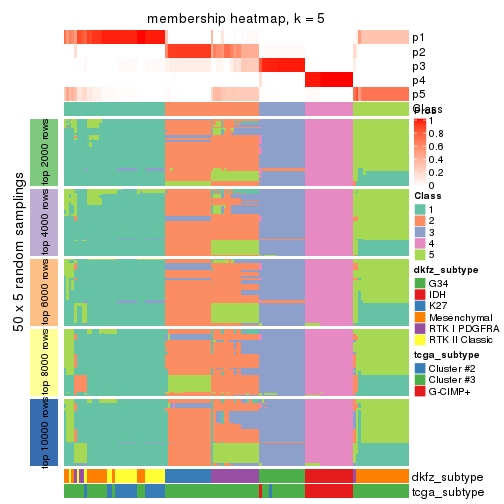 membership heatmap, k = 5
p1
p2
p3
p4
p5
Class
50 x 5 random samplings
top 2000 rows
top 4000 rows
top 6000 rows
top 8000 rows
top 10000 rows
1
0.8
0.6
0.4
0.2
0
Class
1
2
3
4
5
dkfz_subtype
G34
IDH
K27
Mesenchymal
RTK I PDGFRA
RTK II Classic
tcga_subtype
Cluster #2
Cluster #3
G-CIMP+
dkfz_subtype
tcga_subtype